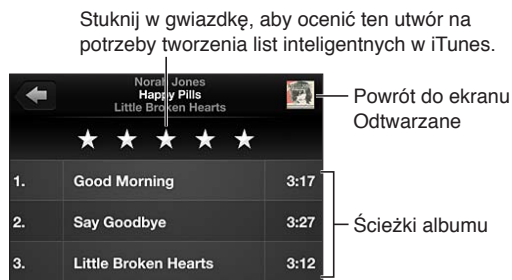 Stuknij w gwiazdkę, aby ocenić ten utwór na
potrzeby tworzenia list inteligentnych w iTunes.
Norah Jones
Happy Pills
Little Broken Hearts
Powrót do ekranu
Odtwarzane
1. Good Morning 3:17
2. Say Goodbye 3:27
3. Little Broken Hearts 3:12
Ścieżki albumu